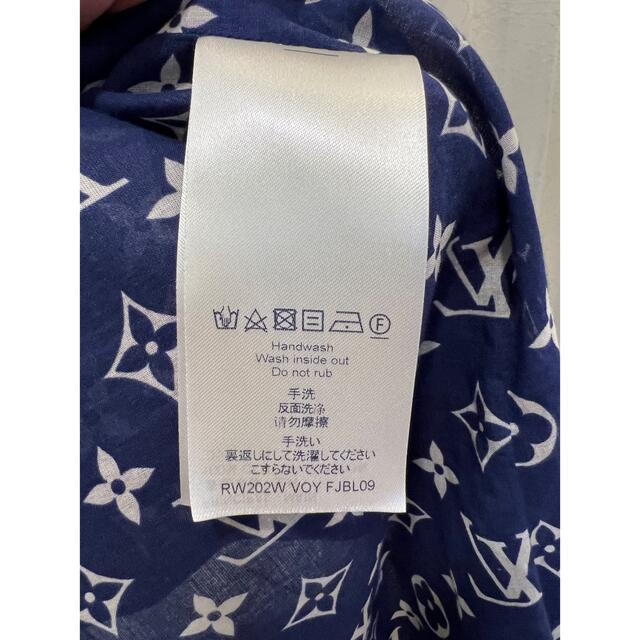 F
Handwash
Wash inside out
Do not rub
手洗
反面洗净
请勿摩擦
手洗い
裏返しにして洗濯してください
こすらないでください
RW202W VOY FJBL09